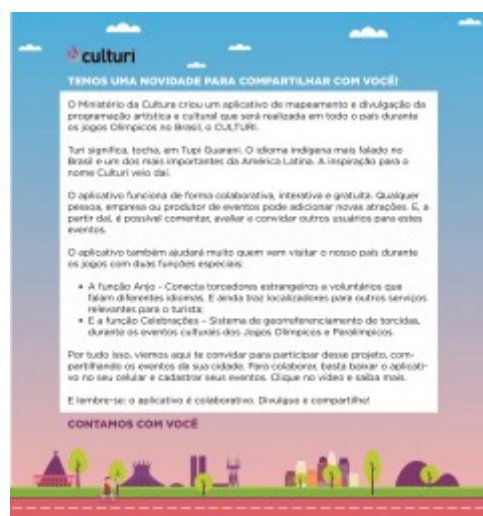 culturi
TEMOS UMA NOVIDADE PARA COMPARTILHAR COM VOCÊ!
O Ministério da Cultura criou um aplicativo de mapeamento e divulgação da
programação artística e cultural que será realizada em todo o país durante
os jogos Olímpicos no Brasil, o CULTURI.
Turi significa, tocha, em Tupi Guarani. O idioma indígena mais falado no
Brasil e um dos mais importantes da América Latina. A inspiração para o
nome Culturi veio daí.
O aplicativo funciona de forma colaborativa, interativa e gratuita. Qualquer
pessoa, empresa ou produtor de eventos pode adicionar novas atrações. E, a
partir daí, é possível comentar, avaliar e convidar outros usuários para estes
eventos.
O aplicativo também ajudará muito quem vem visitar o nosso país durante
os jogos com duas funções especiais:
• A função Anjo - Conecta torcedores estrangeiros a voluntários que
falam diferentes idiomas. E ainda traz localizadores para outros serviços
relevantes para o turista;
• E a função Celebrações – Sistema de georreferenciamento de torcidas,
durante os eventos culturais dos Jogos Olímpicos e Paralímpicos.
Por tudo isso, viemos aqui te convidar para participar desse projeto, com-
partilhando os eventos da sua cidade. Para colaborar, basta baixar o aplicati-
vo no seu celular e cadastrar seus eventos. Clique no vídeo e saiba mais.
E lembre-se: o aplicativo é colaborativo. Divulgue e compartilhe!
CONTAMOS COM VOCÊ